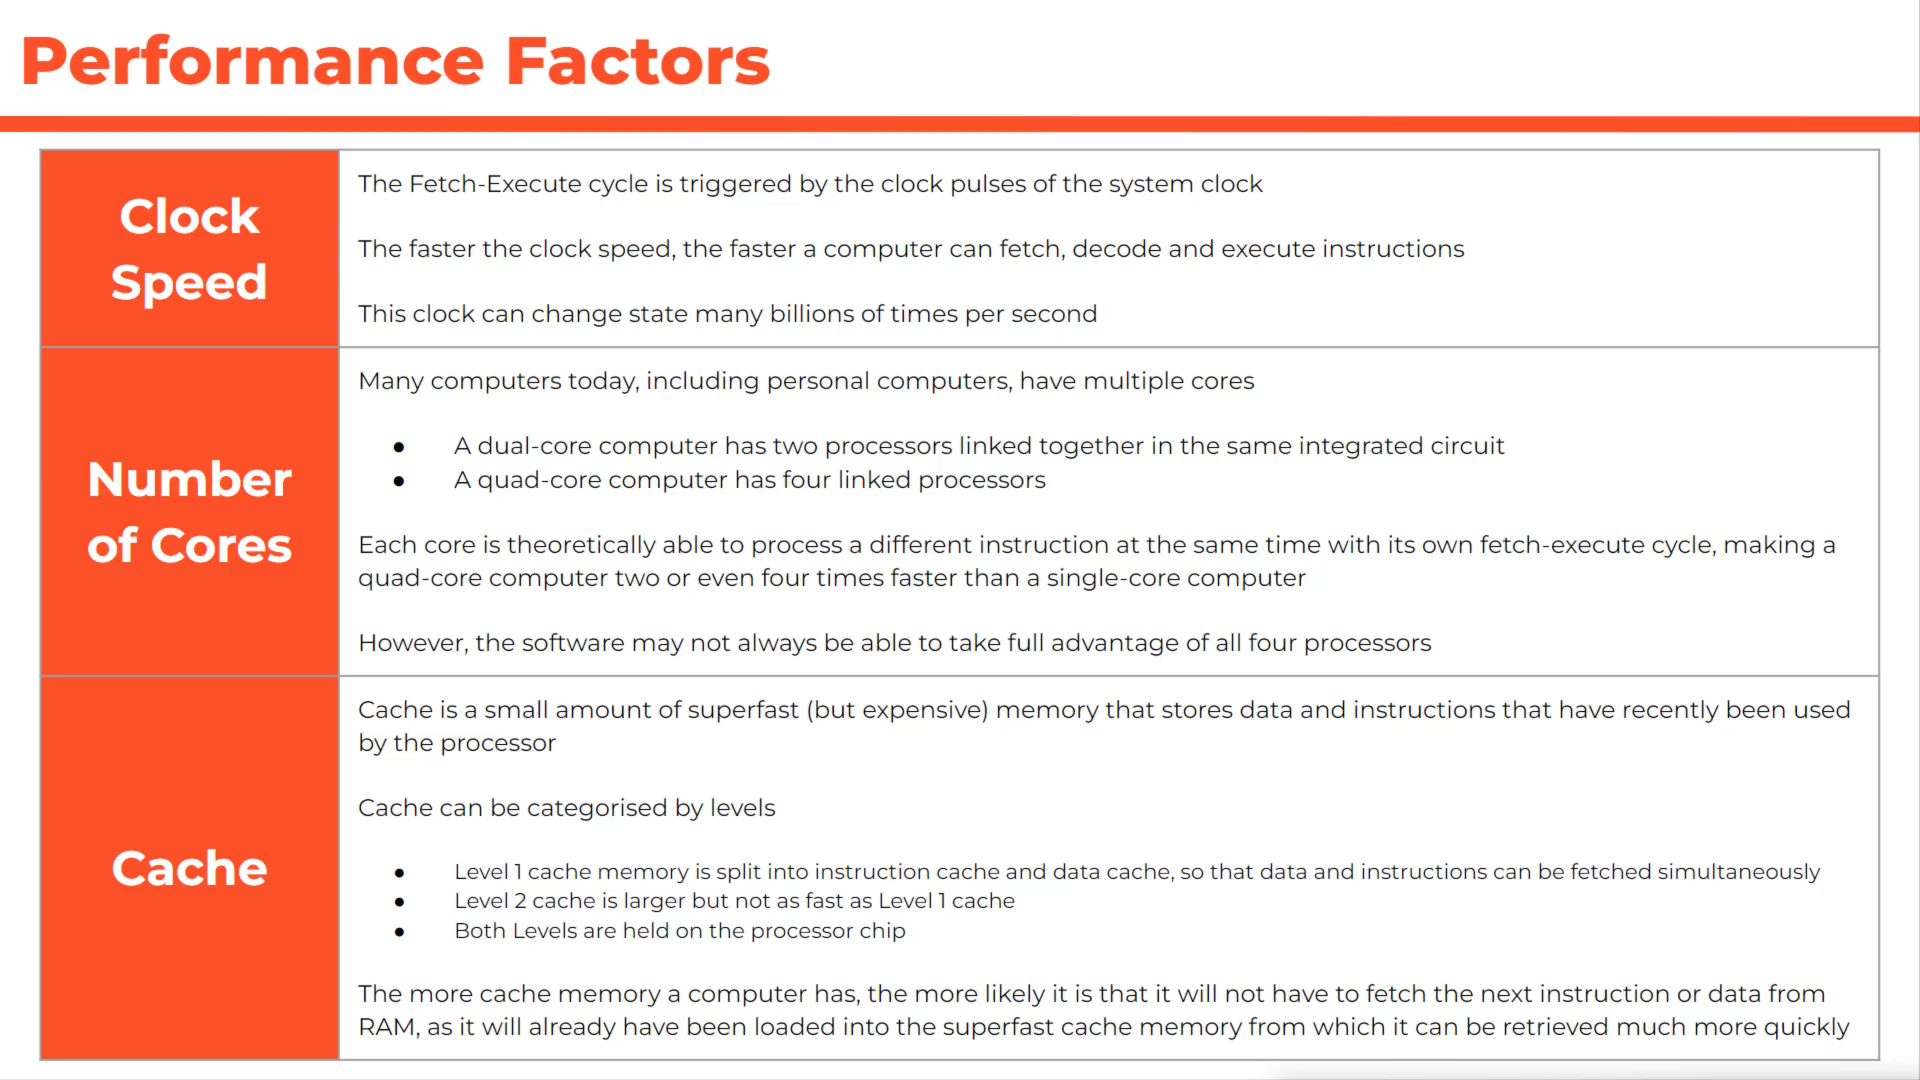 Performance Factors
Clock
Speed
The Fetch-Execute cycle is triggered by the clock pulses of the system clock
The faster the clock speed, the faster a computer can fetch, decode and execute instructions
This clock can change state many billions of times per second
Number
of Cores
Many computers today, including personal computers, have multiple cores
● A dual-core computer has two processors linked together in the same integrated circuit
● A quad-core computer has four linked processors
Each core is theoretically able to process a different instruction at the same time with its own fetch-execute cycle, making a
quad-core computer two or even four times faster than a single-core computer
However, the software may not always be able to take full advantage of all four processors
Cache
Cache is a small amount of superfast (but expensive) memory that stores data and instructions that have recently been used
by the processor
Cache can be categorised by levels
● Level 1 cache memory is split into instruction cache and data cache, so that data and instructions can be fetched simultaneously
● Level 2 cache is larger but not as fast as Level 1 cache
● Both Levels are held on the processor chip
The more cache memory a computer has, the more likely it is that it will not have to fetch the next instruction or data from
RAM, as it will already have been loaded into the superfast cache memory from which it can be retrieved much more quickly